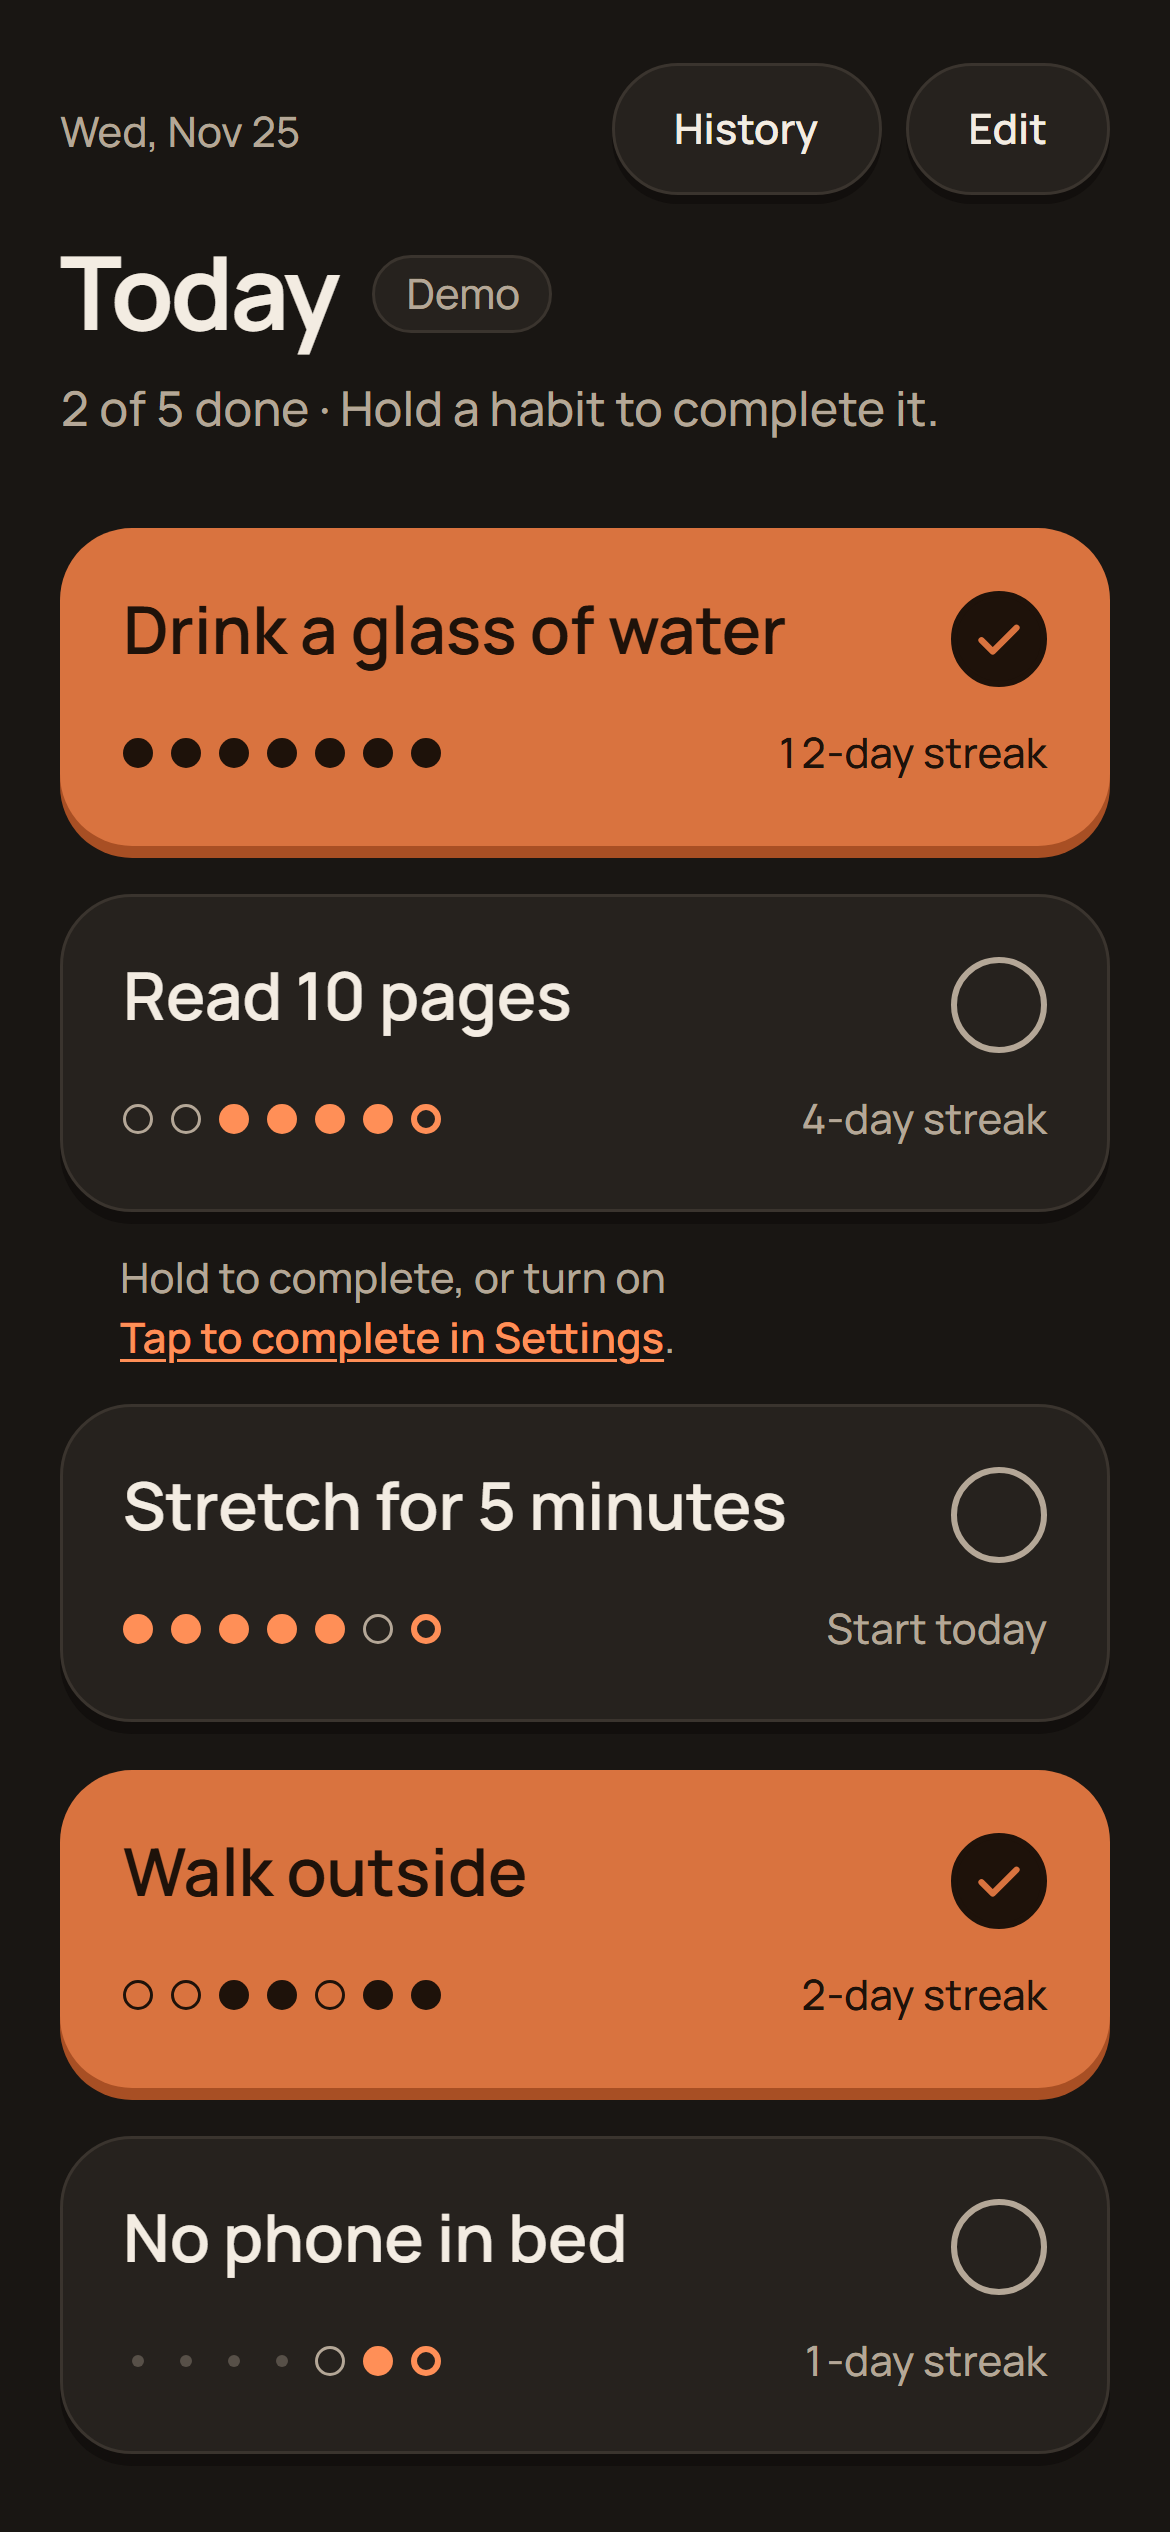 Wed, Nov 25
History
Edit
Today
Demo
2 of 5 done · Hold a habit to complete it.
Drink a glass of water
12-day streak
Read 10 pages
4-day streak
Hold to complete, or turn on
Tap to complete in Settings.
Stretch for 5 minutes
Start today
Walk outside
2-day streak
No phone in bed
1-day streak